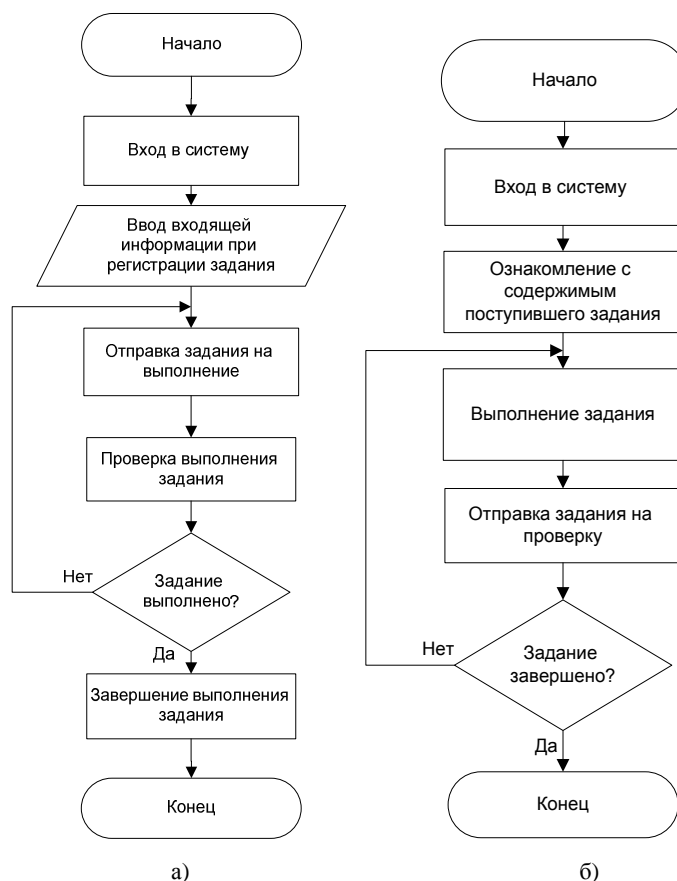 Начало
Вход в систему
Ввод входящей
информации при
регистрации задания
Отправка задания на
выполнение
Проверка выполнения
задания
Задание
выполнено?
Нет
Да
Завершение выполнения
задания
Конец
а)
Начало
Вход в систему
Ознакомление с
содержимым
поступившего задания
Выполнение задания
Отправка задания на
проверку
Задание
завершено?
Нет
Да
Конец
б)